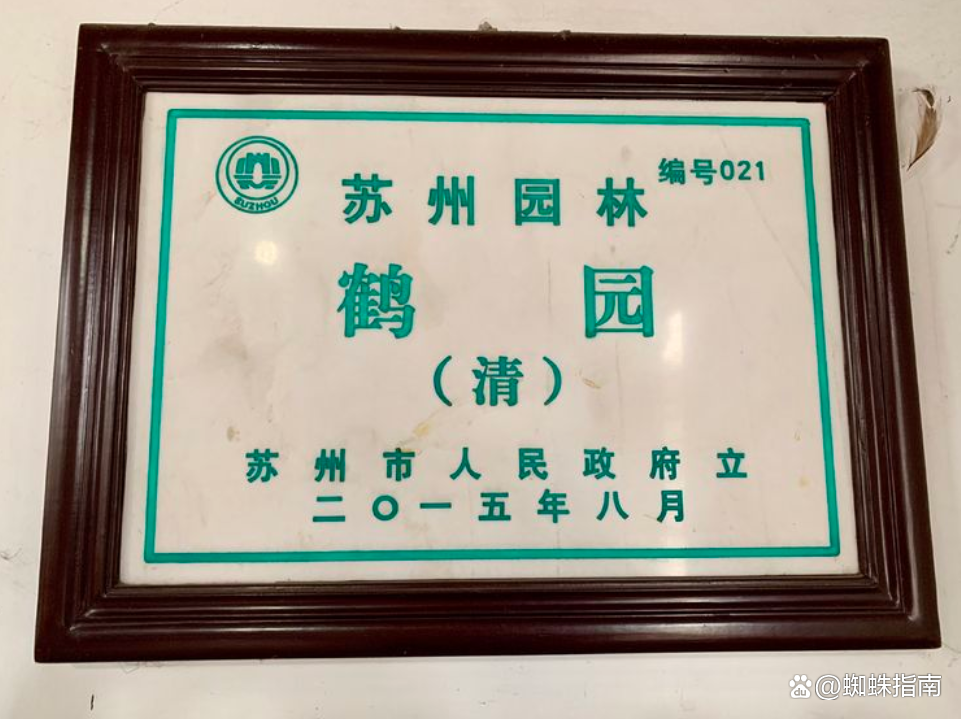 SUZHOU
苏州园林
编号021
鹤园
（清）
苏州市人民政府立
二〇一五年八月
@蜘蛛指南